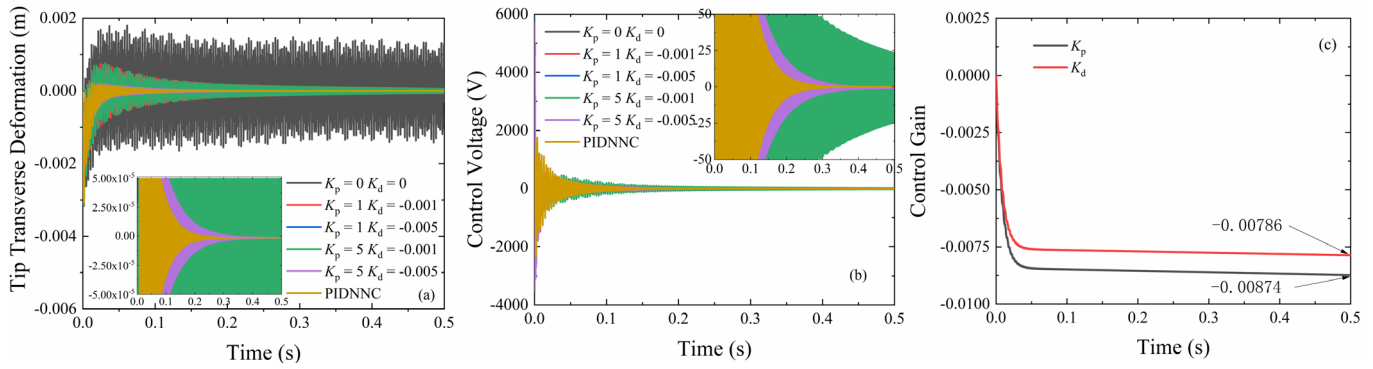 Tip Transverse Deformation (m)
0.002
0.001
0.000
-0.001
-0.002
-0.004
-0.006
5.00x10⁻⁵
2.50x10⁻⁵
0.00
-2.50x10⁻⁵
-5.00x10⁻⁵
0.0 0.1 0.2 0.3 0.4 0.5
Kp = 0 Kd = 0
Kp = 1 Kd = -0.001
Kp = 1 Kd = -0.005
Kp = 5 Kd = -0.001
Kp = 5 Kd = -0.005
PIDNNC
(a)
0.0 0.1 0.2 0.3 0.4 0.5
Time (s)
Control Voltage (V)
6000
4000
2000
0
-2000
-4000
Kp = 0 Kd = 0
Kp = 1 Kd = -0.001
Kp = 1 Kd = -0.005
Kp = 5 Kd = -0.001
Kp = 5 Kd = -0.005
PIDNNC
50
25
0
-25
-50
0.0 0.1 0.2 0.3 0.4 0.5
(b)
0.0 0.1 0.2 0.3 0.4 0.5
Time (s)
Control Gain
0.0025
0.0000
-0.0025
-0.0050
-0.0075
-0.0100
Kp
Kd
(c)
−0.00786
−0.00874
0.0 0.1 0.2 0.3 0.4 0.5
Time (s)